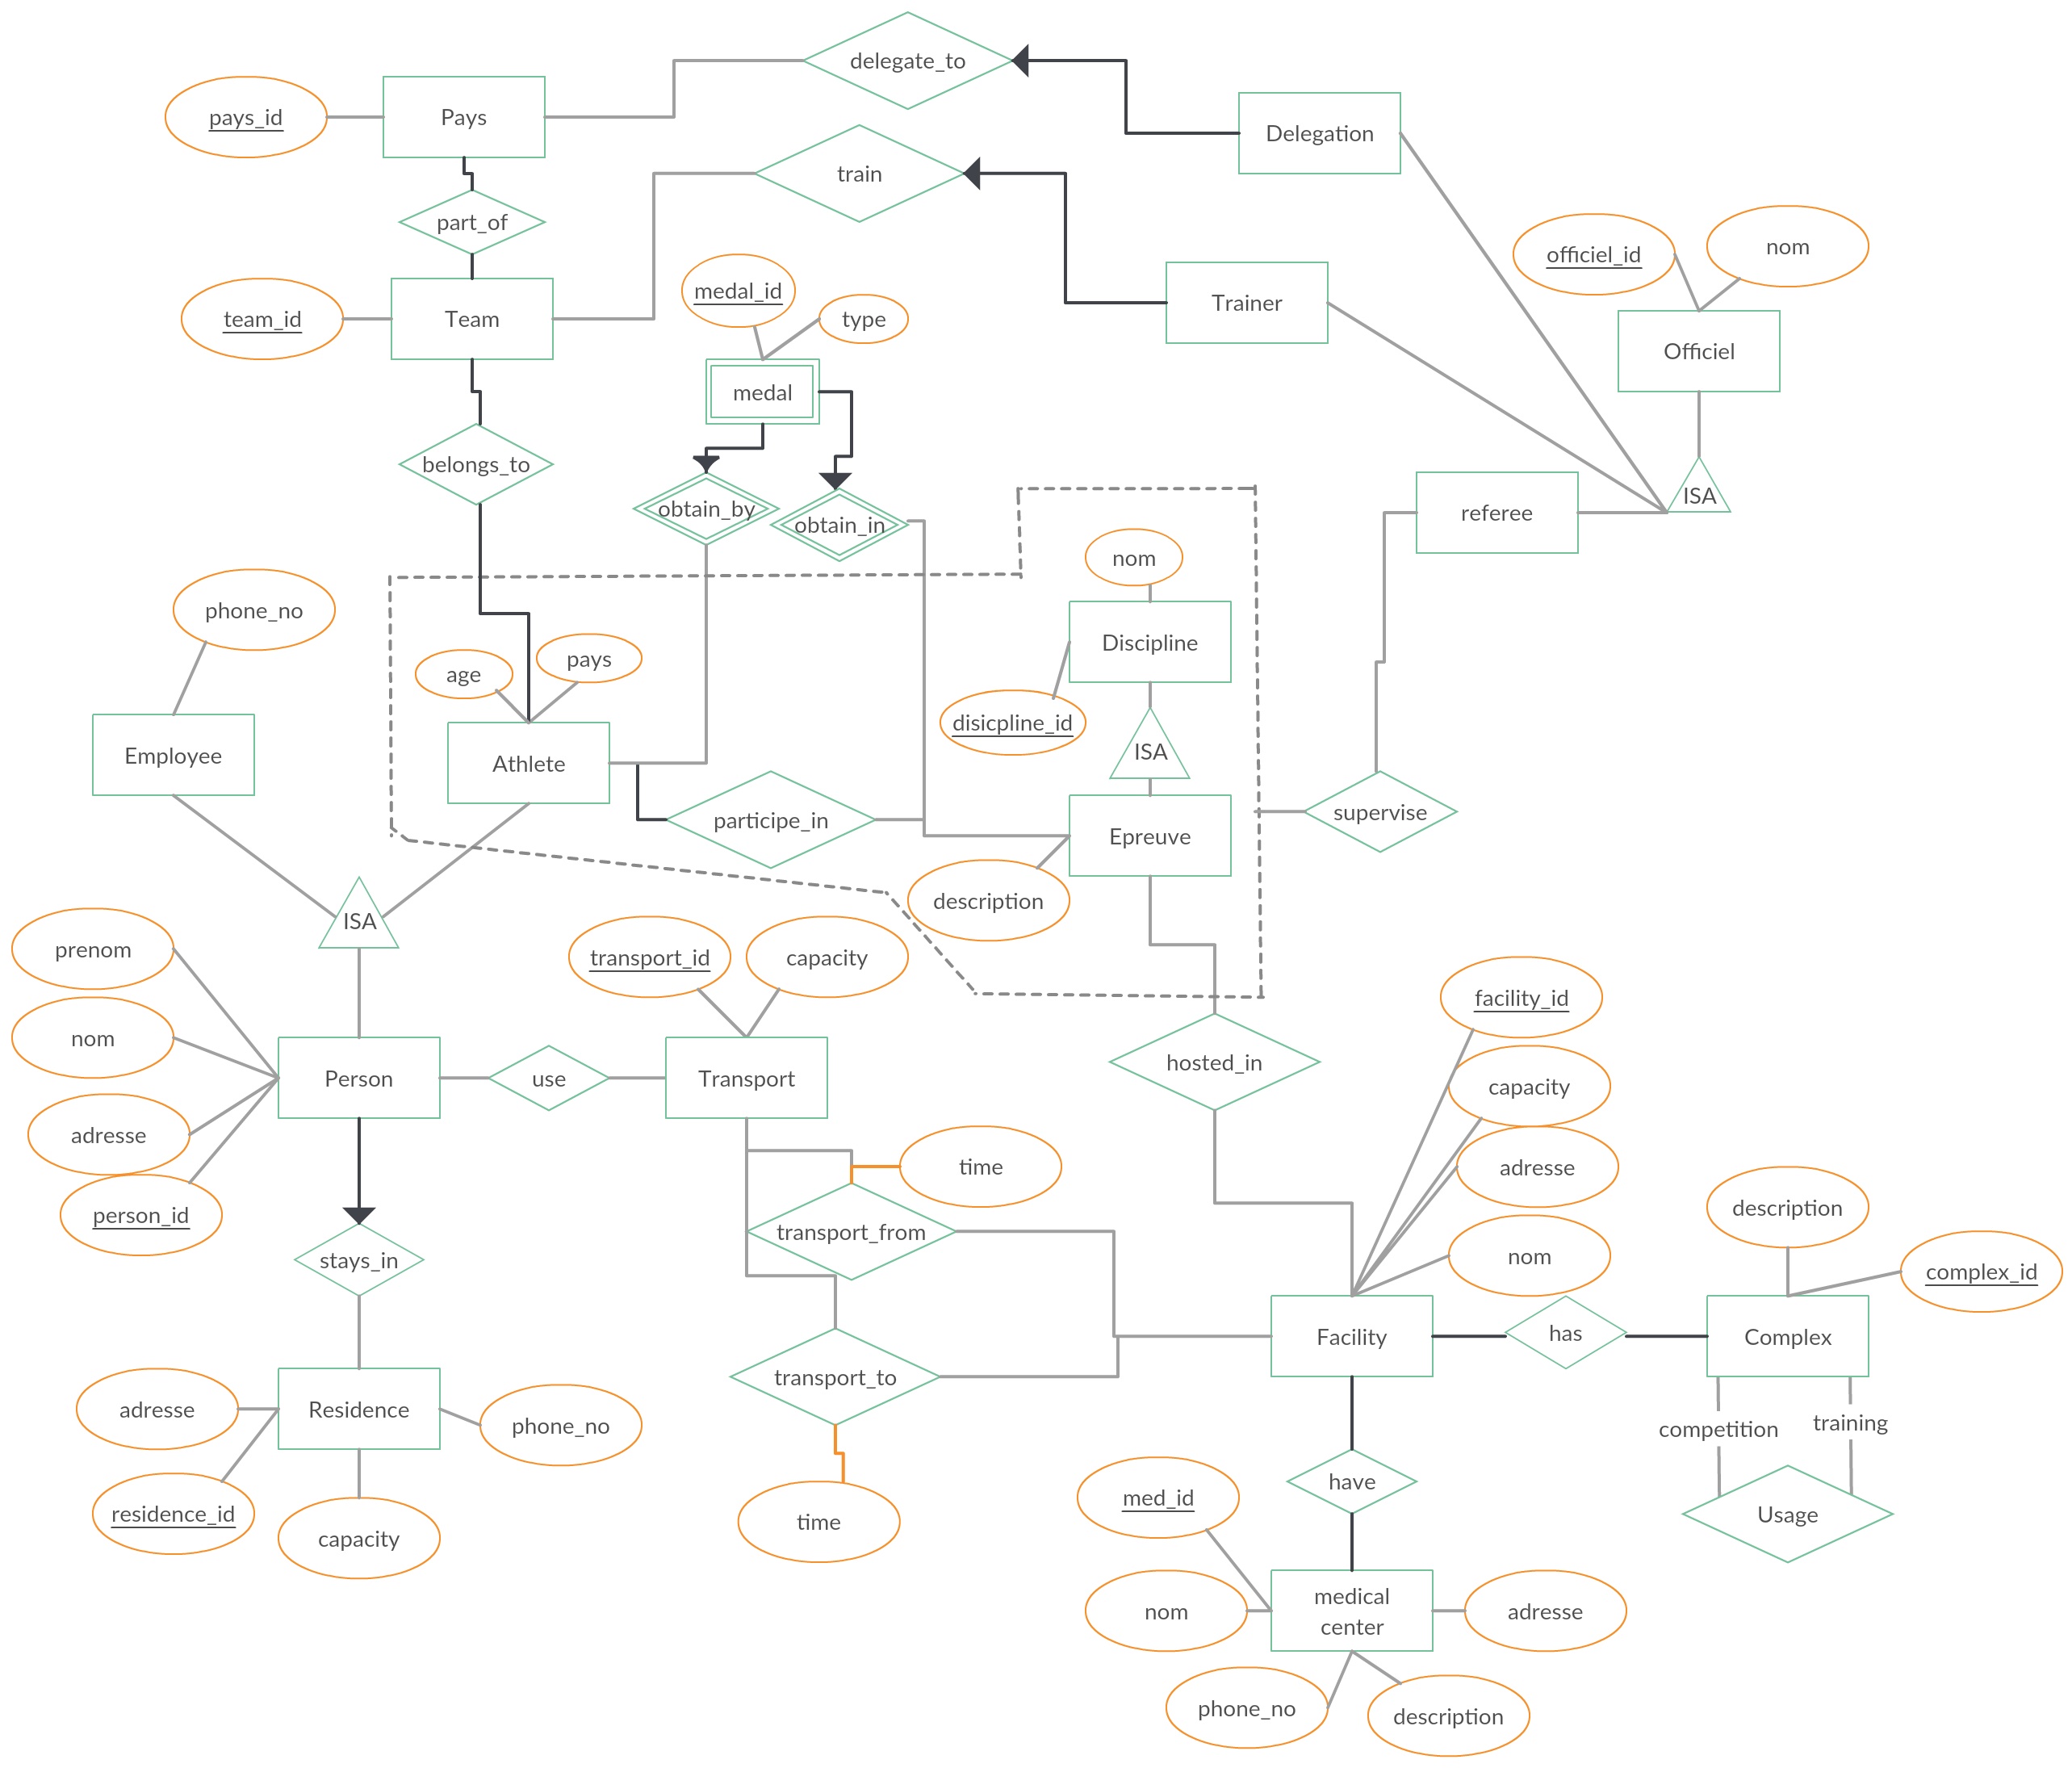 delegate_to
pays_id
Pays
Delegation
train
part_of
officiel_id
nom
medal_id
Trainer
team_id
Team
type
Officiel
medal
belongs_to
ISA
obtain_by
obtain_in
referee
nom
phone_no
Discipline
age
pays
disicpline_id
Employee
Athlete
ISA
participe_in
Epreuve
supervise
description
ISA
prenom
transport_id
capacity
facility_id
nom
Person
use
Transport
hosted_in
capacity
adresse
time
adresse
person_id
description
stays_in
transport_from
nom
complex_id
Facility
has
Complex
transport_to
adresse
Residence
phone_no
competition
training
have
med_id
residence_id
capacity
time
Usage
medical
center
nom
adresse
phone_no
description